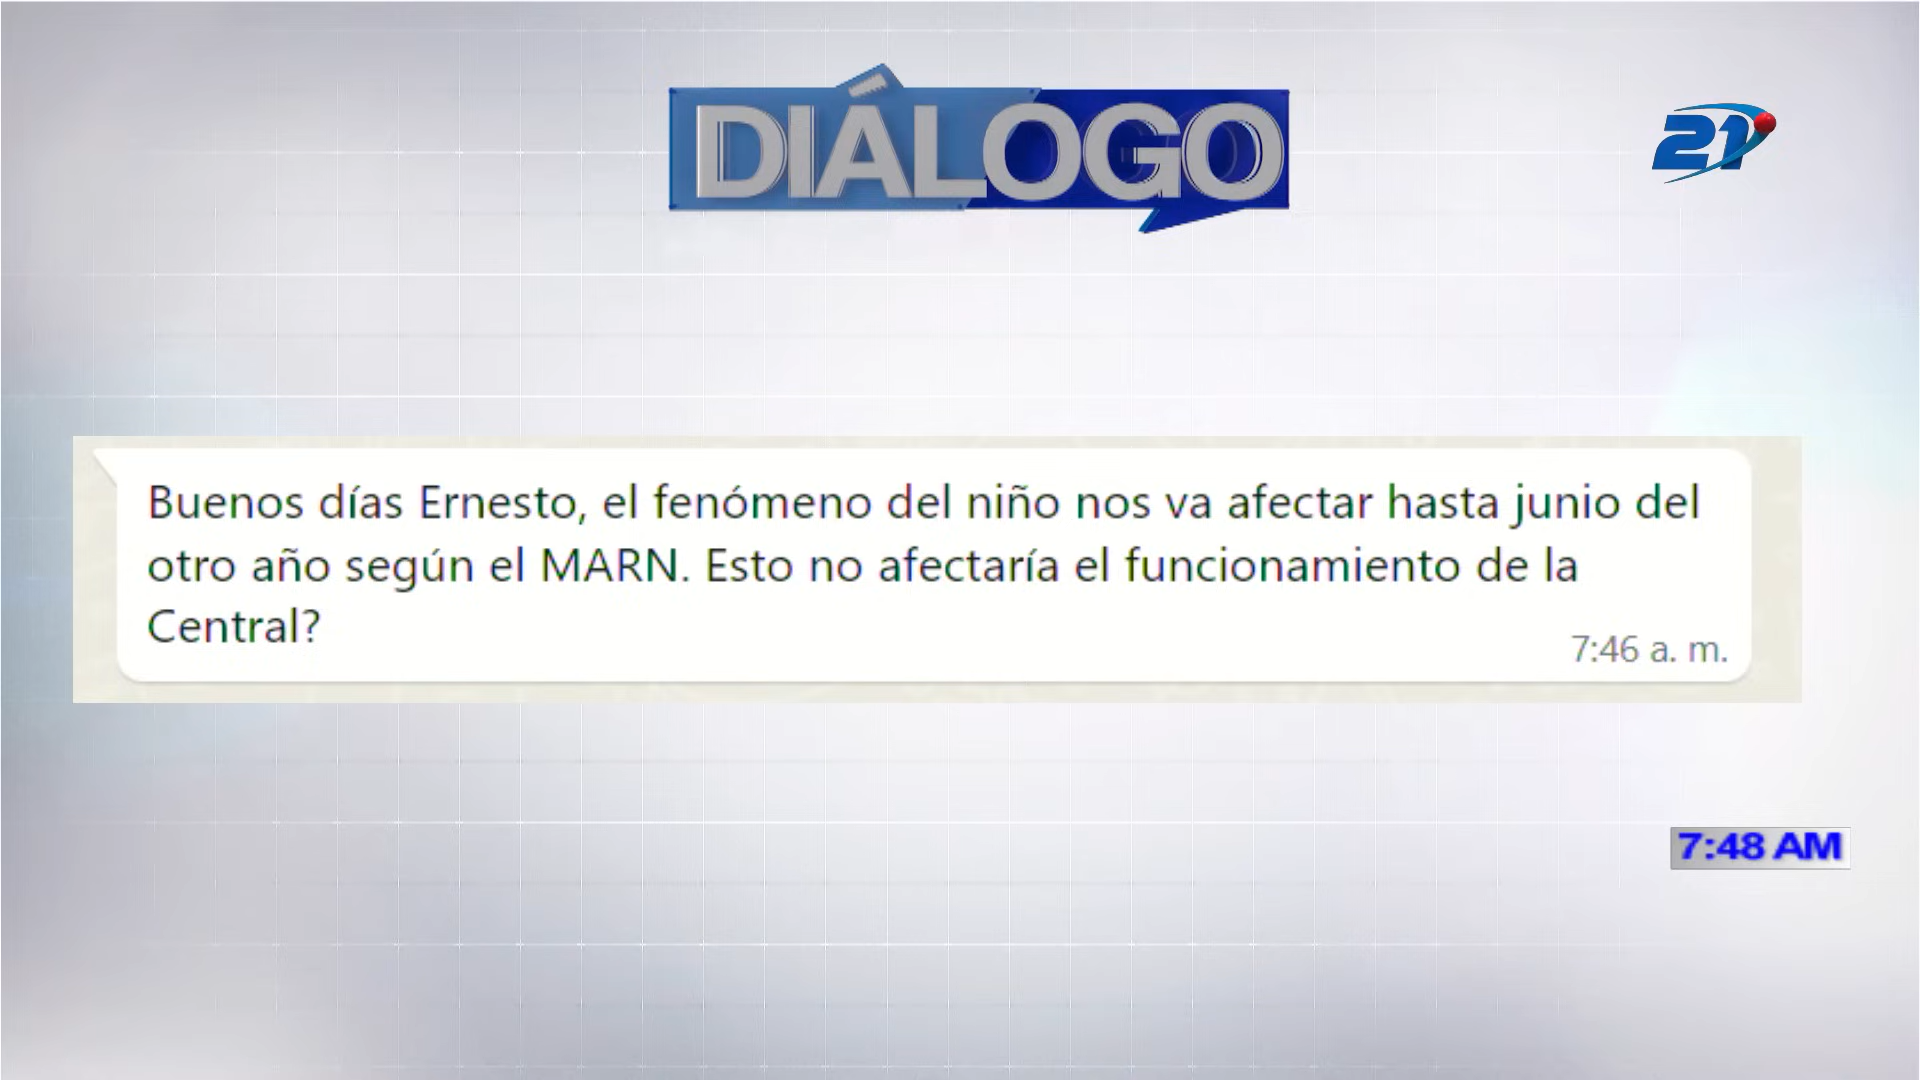 DIÁLOGO
21
Buenos días Ernesto, el fenómeno del niño nos va afectar hasta junio del
otro año según el MARN. Esto no afectaría el funcionamiento de la
Central?
7:46 a. m.
7:48 AM